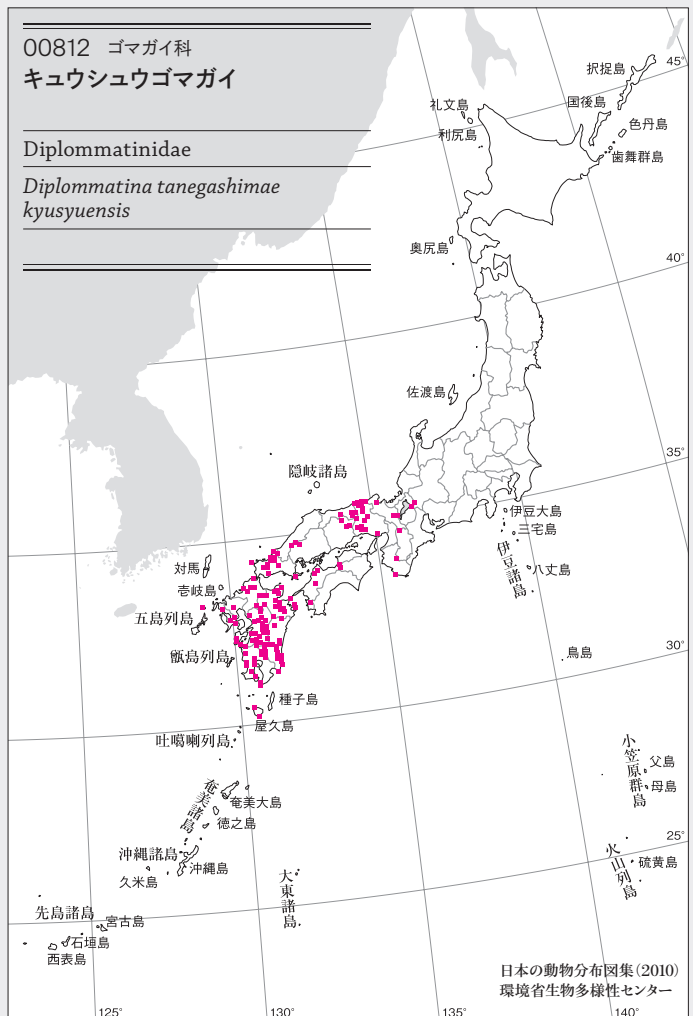 00812 ゴマガイ科
キュウシュウゴマガイ
Diplommatinidae
Diplommatina tanegashimae
kyusyuensis
択捉島
45°
礼文島
国後島
利尻島
色丹島
歯舞群島
奥尻島
40°
佐渡島
35°
隠岐諸島
伊豆大島
三宅島
伊豆諸島
八丈島
対馬
壱岐島
五島列島
甑島列島
鳥島
30°
種子島
屋久島
吐噶喇列島
小笠原群島
父島
母島
奄美諸島
奄美大島
徳之島
25°
沖縄諸島
沖縄島
久米島
火山列島
硫黄島
大東諸島
先島諸島
宮古島
石垣島
西表島
日本の動物分布図集(2010)
環境省生物多様性センター
125°
130°
135°
140°